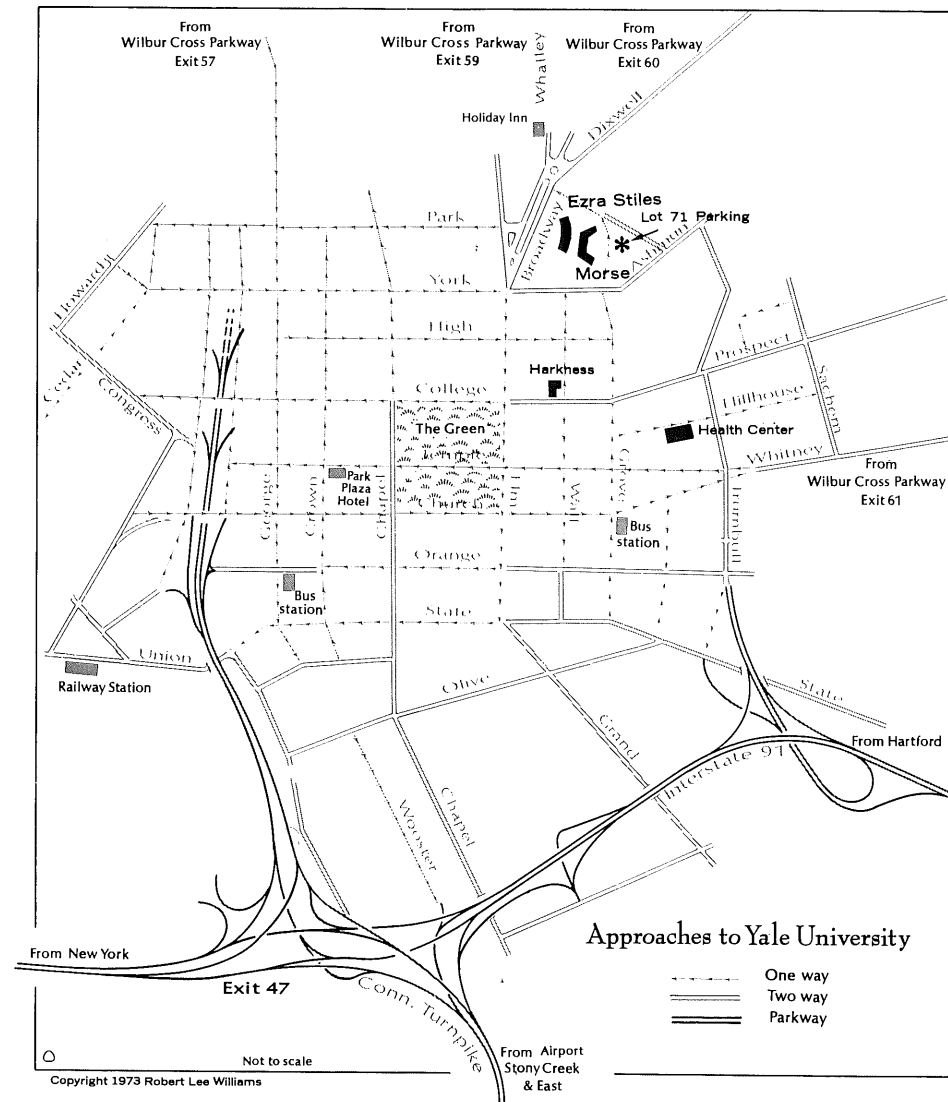 From
Wilbur Cross Parkway
Exit 57
From
Wilbur Cross Parkway
Exit 59
From
Wilbur Cross Parkway
Exit 60
Whalley
Dixwell
Holiday Inn
Ezra Stiles
Lot 71 Parking
Park
Broadway
Ashmun
Morse
Howard
York
High
Prospect
Cedar
Congress
Harkness
Sachem
College
Hillhouse
The Green
Health Center
Temple
Whitney
Park
Plaza
Hotel
From
Wilbur Cross Parkway
Exit 61
George
Crown
Chapel
Church
Elm
Wall
Grove
Trumbull
Bus
station
Orange
Bus
station
State
Union
Railway Station
Olive
State
Grand
From Hartford
Interstate 91
Wooster
Chapel
Approaches to Yale University
From New York
One way
Two way
Parkway
Exit 47
Conn. Turnpike
Not to scale
From Airport
Stony Creek
& East
Copyright 1973 Robert Lee Williams